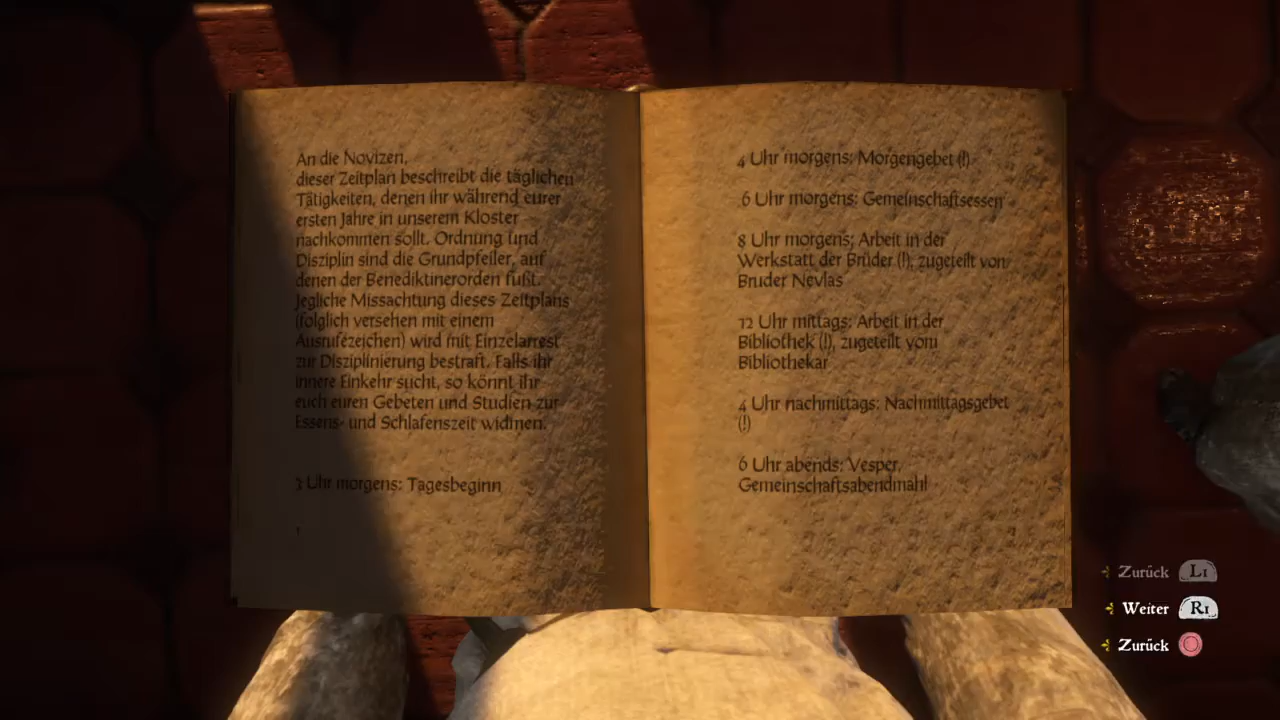 An die Novizen,
dieser Zeitplan beschreibt die täglichen
Tätigkeiten, denen ihr während eurer
ersten Jahre in unserem Kloster
nachkommen sollt. Ordnung und
Disziplin sind die Grundpfeiler, auf
denen der Benediktinerorden fußt.
Jegliche Missachtung dieses Zeitplans
(folglich versehen mit einem
Ausrufezeichen) wird mit Einzelarrest
zur Disziplinierung bestraft. Falls ihr
innere Einkehr sucht, so könnt ihr
euch euren Gebeten und Studien zur
Essens- und Schlafenszeit widmen.
3 Uhr morgens: Tagesbeginn
1
4 Uhr morgens: Morgengebet (!)
6 Uhr morgens: Gemeinschaftsessen
8 Uhr morgens: Arbeit in der
Werkstatt der Brüder (!), zugeteilt von
Bruder Nevlas
12 Uhr mittags: Arbeit in der
Bibliothek (!), zugeteilt vom
Bibliothekar
4 Uhr nachmittags: Nachmittagsgebet
(!)
6 Uhr abends: Vesper,
Gemeinschaftsabendmahl
2
Zurück L1
Weiter R1
Zurück